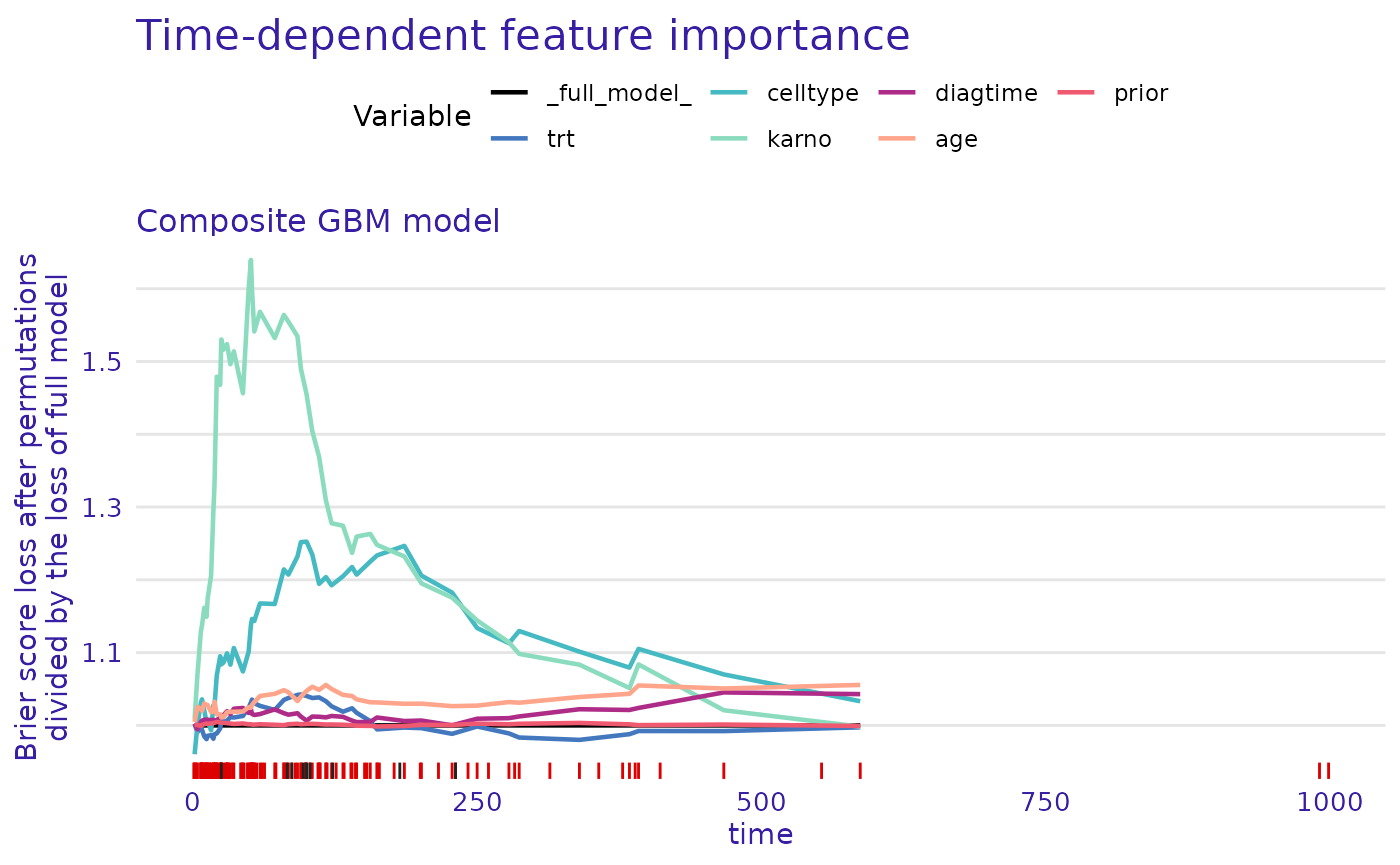 Time-dependent feature importance
Variable
_full_model_ celltype diagtime prior
trt karno age
Composite GBM model
Brier score loss after permutations
divided by the loss of full model
1.5
1.3
1.1
0 250 500 750 1000
time